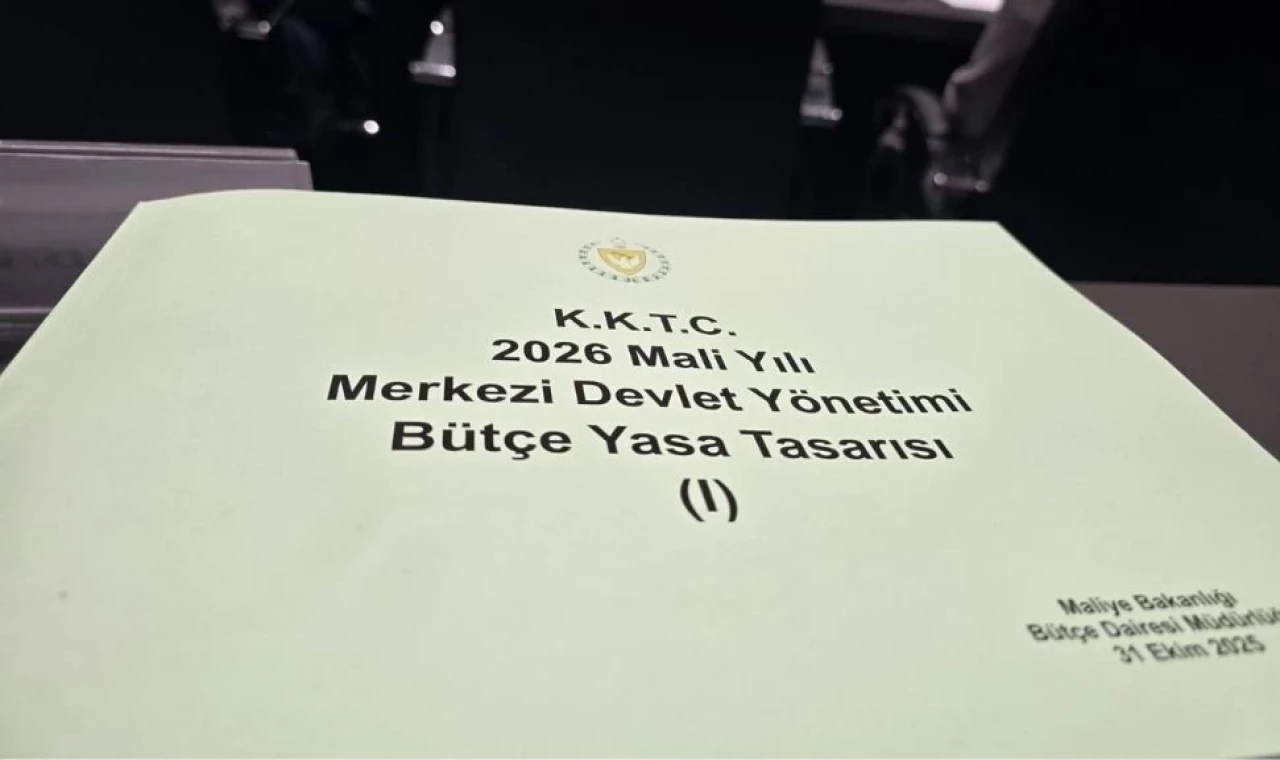 K.K.T.C.
2026 Mali Yılı
Merkezi Devlet Yönetimi
Bütçe Yasa Tasarısı
(I)
Maliye Bakanlığı
Bütçe Dairesi
31 Ekim 2025